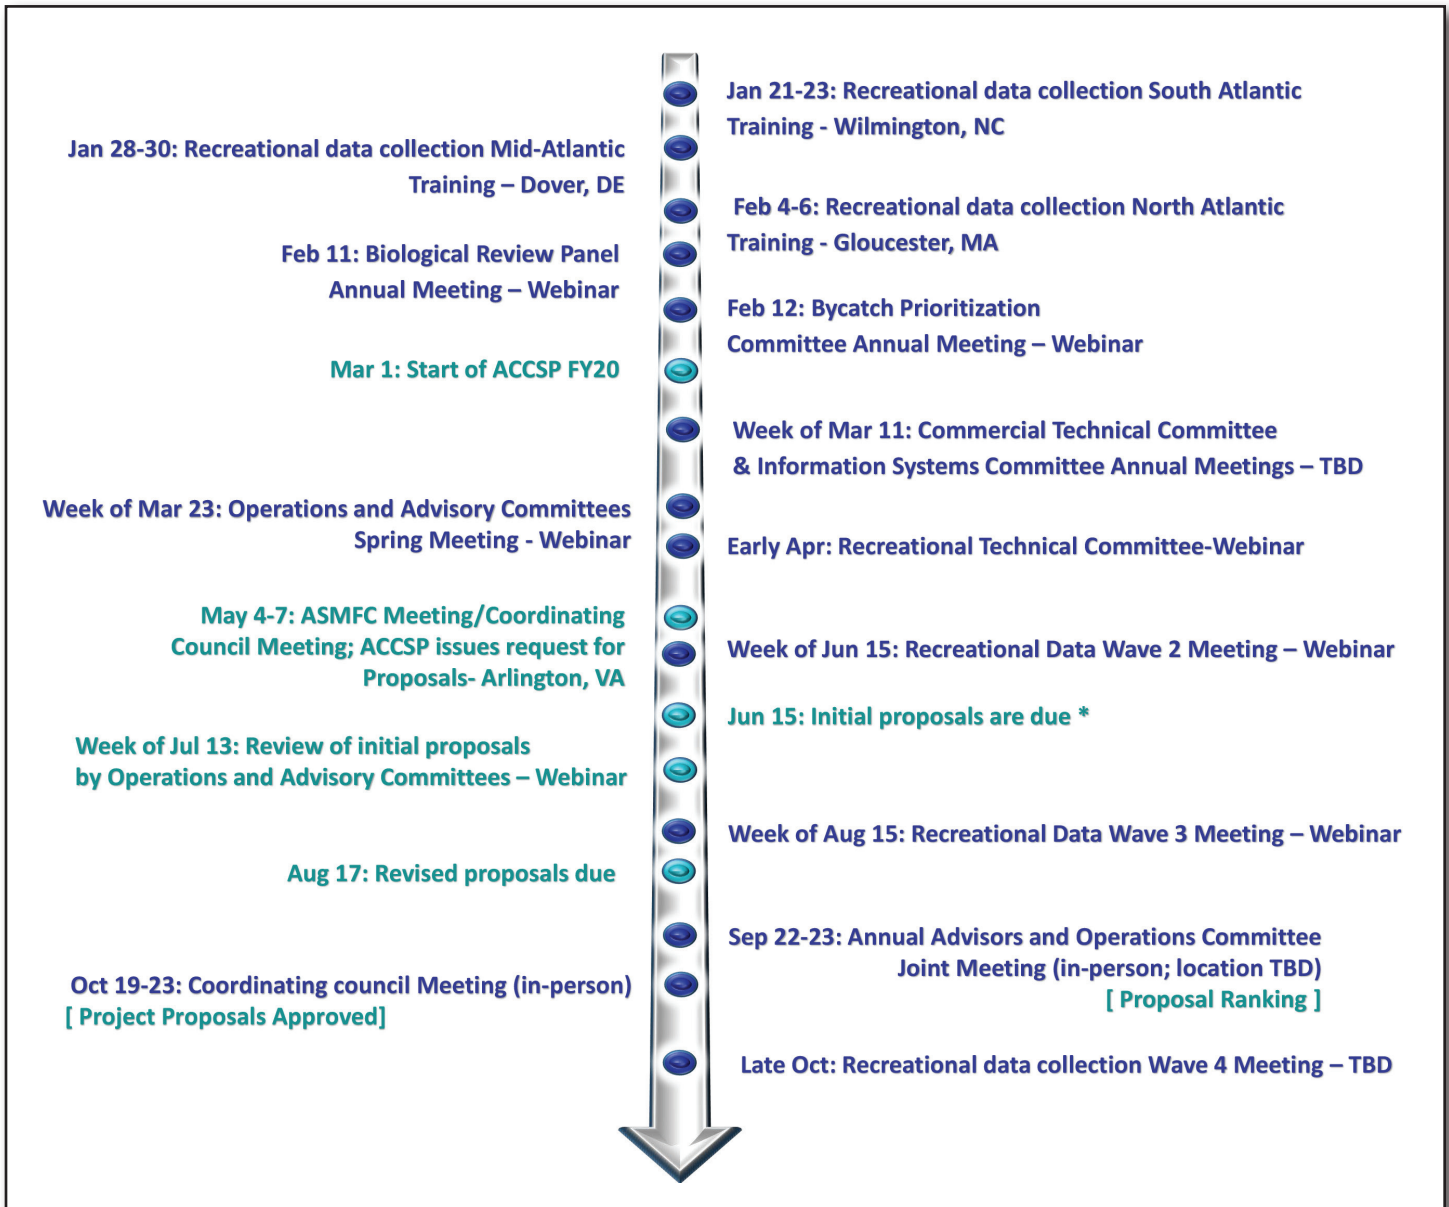 Jan 21-23: Recreational data collection South Atlantic
Training - Wilmington, NC
Jan 28-30: Recreational data collection Mid-Atlantic
Training – Dover, DE
Feb 4-6: Recreational data collection North Atlantic
Training - Gloucester, MA
Feb 11: Biological Review Panel
Annual Meeting – Webinar
Feb 12: Bycatch Prioritization
Committee Annual Meeting – Webinar
Mar 1: Start of ACCSP FY20
Week of Mar 11: Commercial Technical Committee
& Information Systems Committee Annual Meetings – TBD
Week of Mar 23: Operations and Advisory Committees
Spring Meeting - Webinar
Early Apr: Recreational Technical Committee-Webinar
May 4-7: ASMFC Meeting/Coordinating
Council Meeting; ACCSP issues request for
Proposals- Arlington, VA
Week of Jun 15: Recreational Data Wave 2 Meeting – Webinar
Jun 15: Initial proposals are due *
Week of Jul 13: Review of initial proposals
by Operations and Advisory Committees – Webinar
Week of Aug 15: Recreational Data Wave 3 Meeting – Webinar
Aug 17: Revised proposals due
Sep 22-23: Annual Advisors and Operations Committee
Joint Meeting (in-person; location TBD)
[ Proposal Ranking ]
Oct 19-23: Coordinating council Meeting (in-person)
[ Project Proposals Approved]
Late Oct: Recreational data collection Wave 4 Meeting – TBD